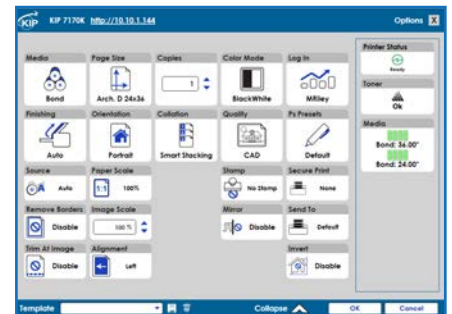 KIP KIP 7170K http://10.10.1.144 Options X
Media Page Size Copies Color Mode Log In Printer Status
Ready
1
Bond Arch. D 24x36 BlackWhite Mtiley
Toner
Ok
Finishing Orientation Collation Quality Ps Presets Media
Bond: 36.00"
Auto Portrait Smart Stacking CAD Default
Bond: 24.00"
Source Paper Scale Stamp Secure Print
Auto 1:1 100% No Stamp None
Remove Borders Image Scale Mirror Send To
Disable 100 % Disable Default
Trim At Image Alignment Invert
Disable Left Disable
Template Collapse OK Cancel